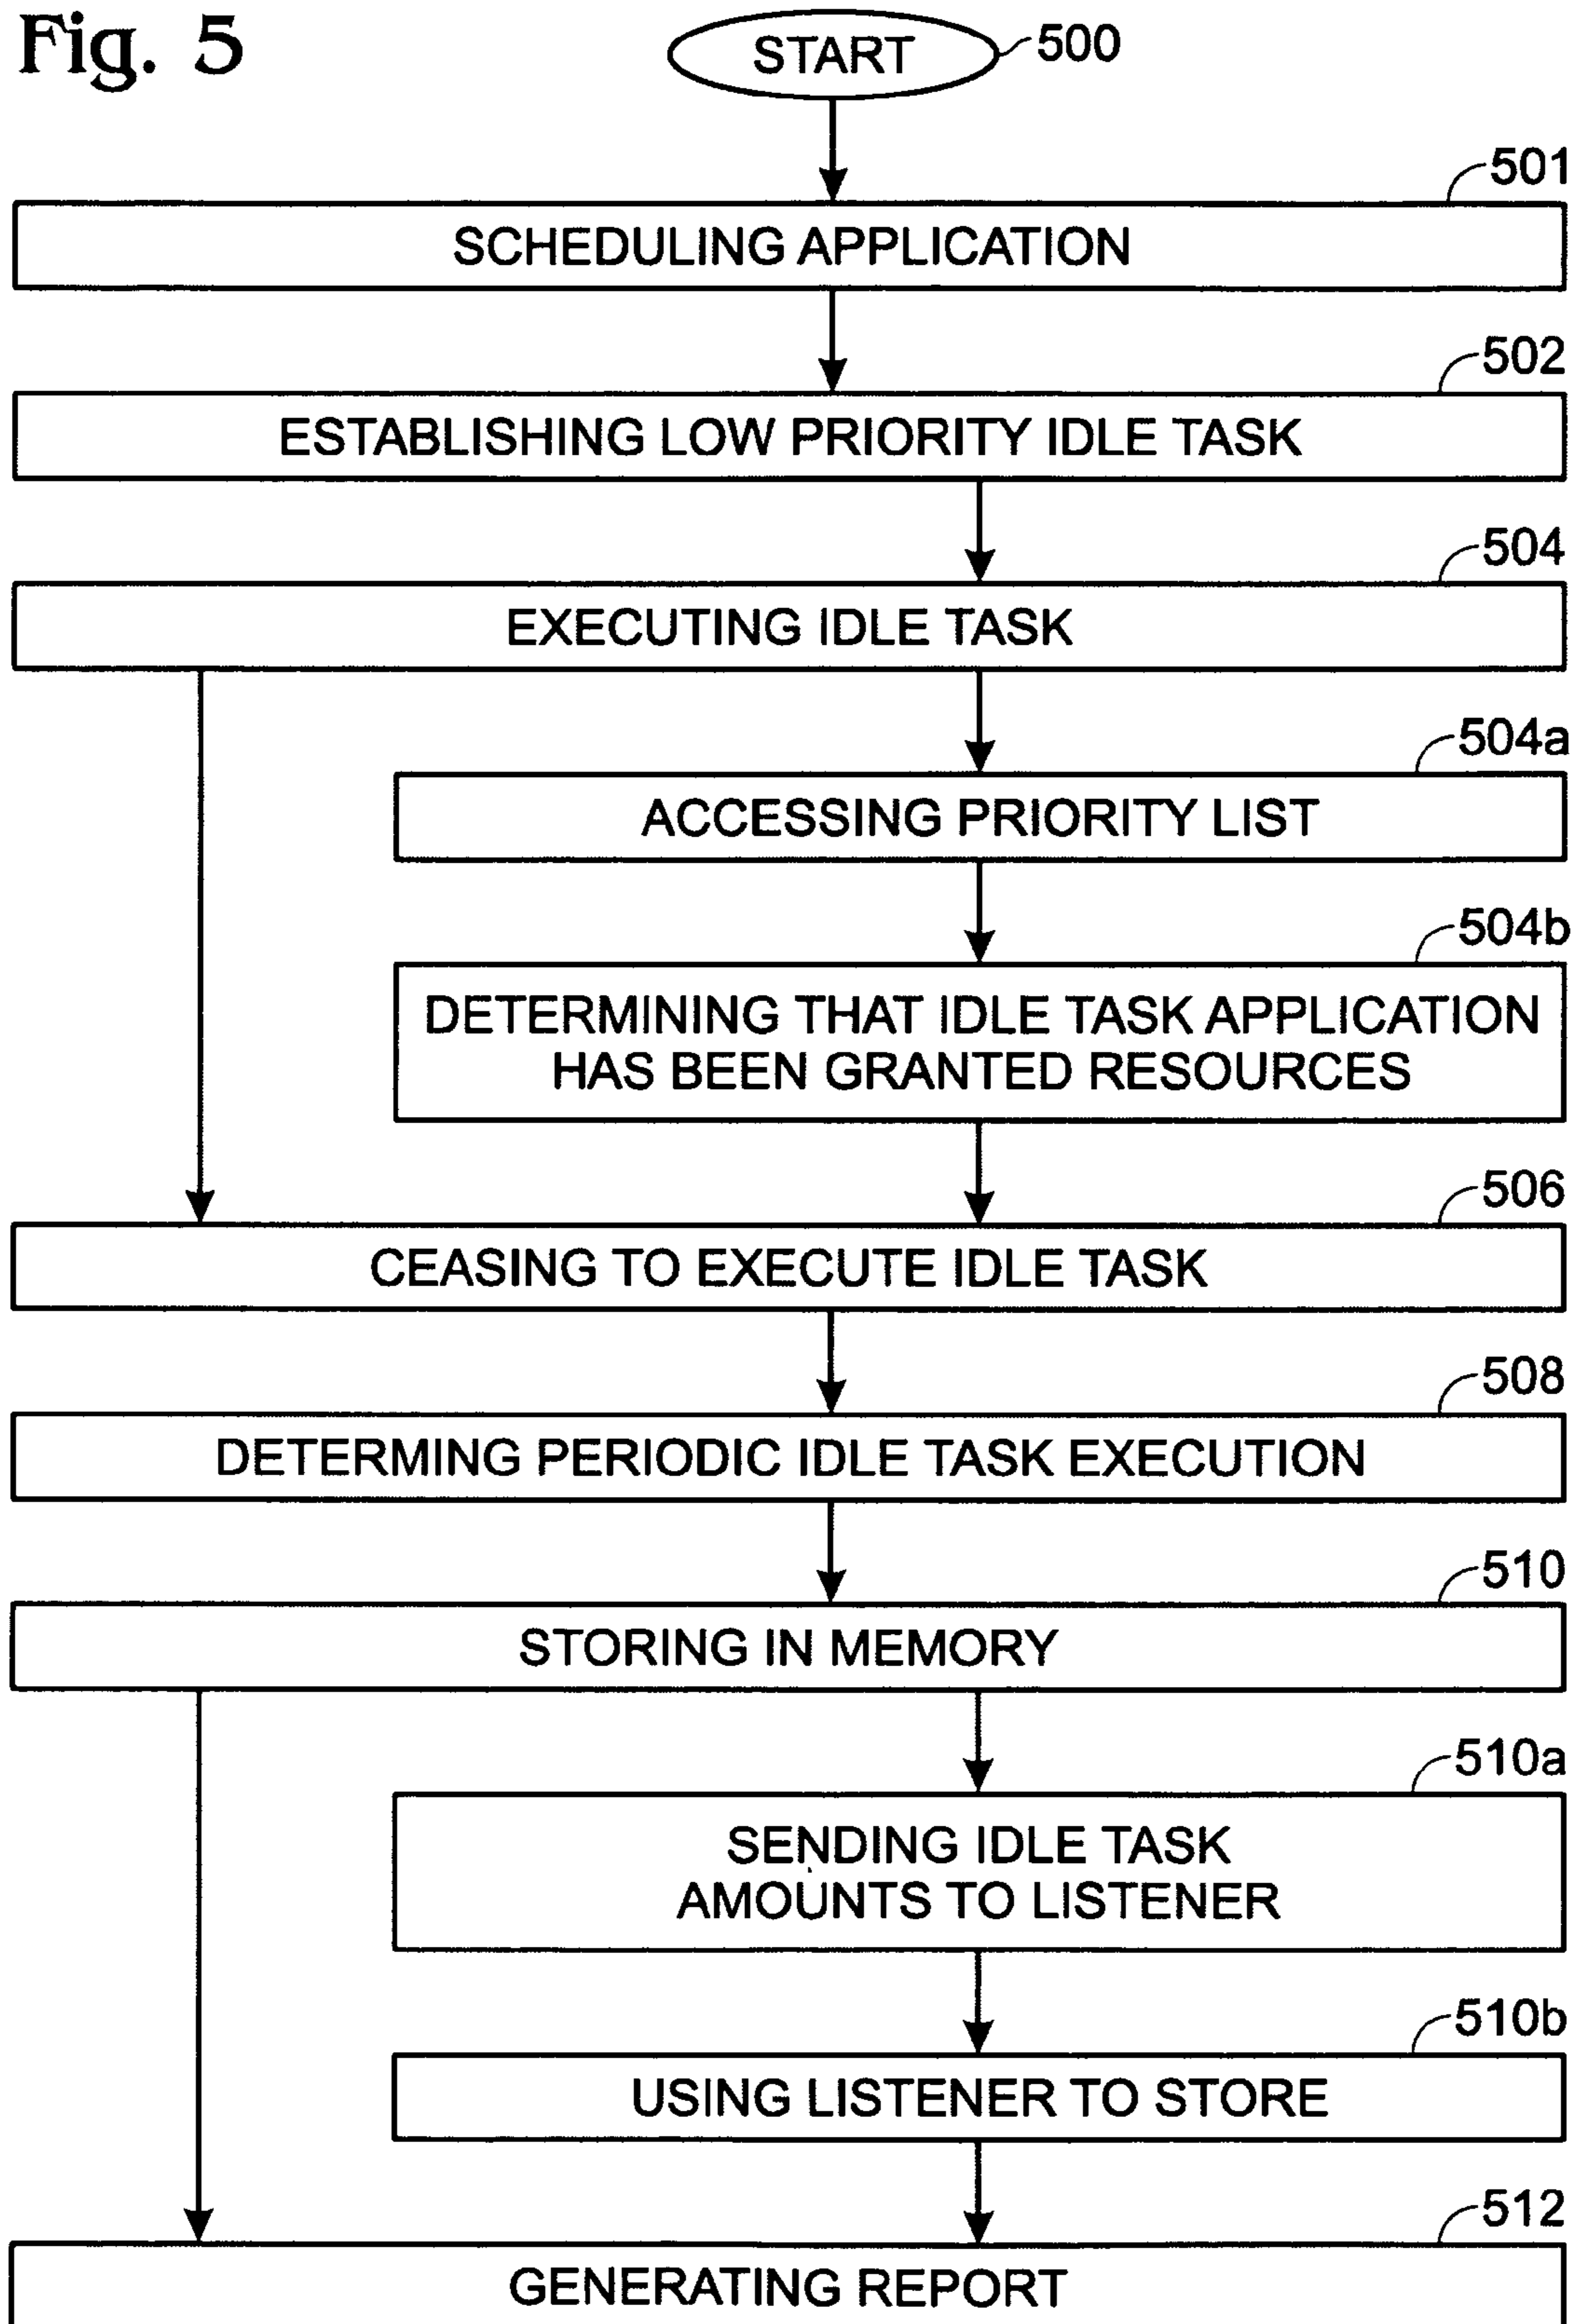 Fig. 5
START
500
501
SCHEDULING APPLICATION
502
ESTABLISHING LOW PRIORITY IDLE TASK
504
EXECUTING IDLE TASK
504a
ACCESSING PRIORITY LIST
504b
DETERMINING THAT IDLE TASK APPLICATION
HAS BEEN GRANTED RESOURCES
506
CEASING TO EXECUTE IDLE TASK
508
DETERMING PERIODIC IDLE TASK EXECUTION
510
STORING IN MEMORY
510a
SENDING IDLE TASK
AMOUNTS TO LISTENER
510b
USING LISTENER TO STORE
512
GENERATING REPORT